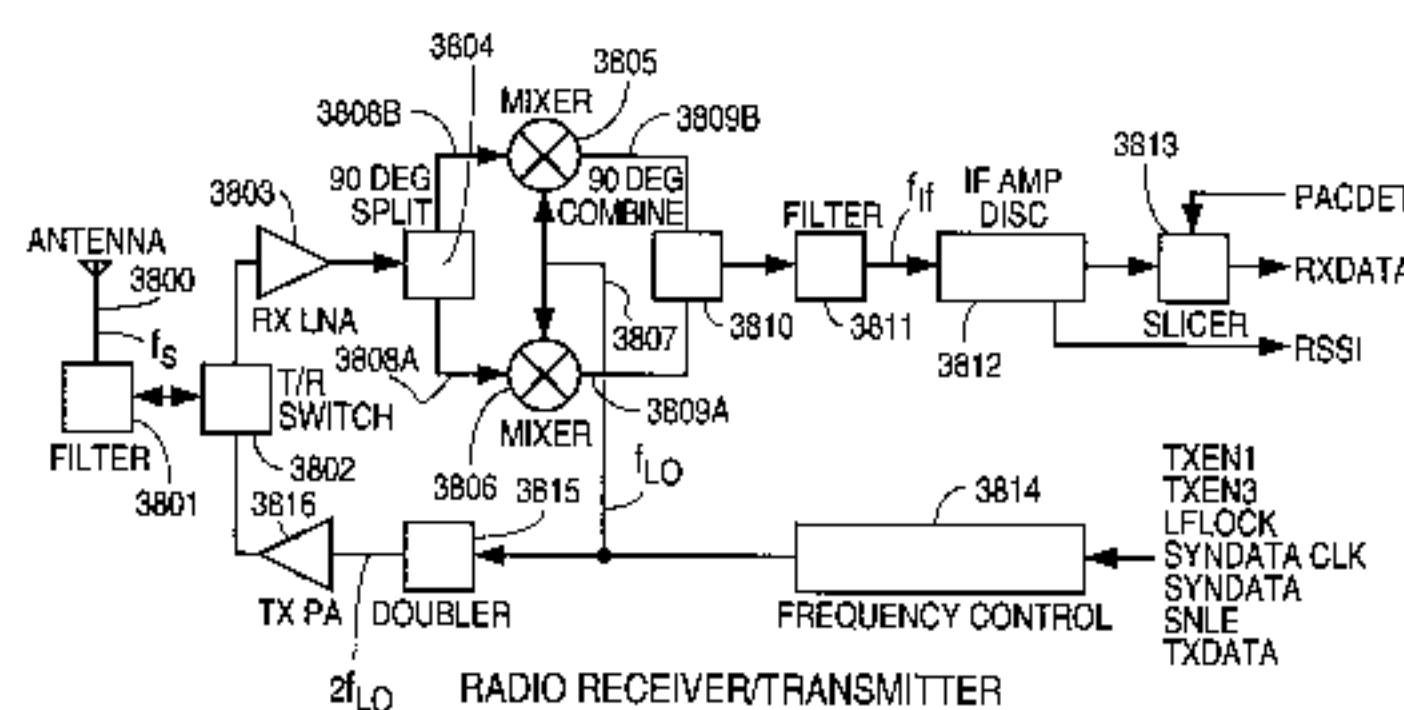 3804
3805
MIXER
3808B
3809B
3813
3803
90 DEG
SPLIT
90 DEG
COMBINE
FILTER
fIf
IF AMP
DISC
PACDET
ANTENNA
3800
RXDATA
RX LNA
3810
3811
SLICER
fS
3808A
3807
3812
RSSI
T/R
SWITCH
3809A
MIXER
FILTER
3802
3801
3816
3806
3815
fLO
3814
TXEN1
TXEN3
LFLOCK
SYNDATA CLK
SYNDATA
SNLE
TXDATA
TX PA
DOUBLER
FREQUENCY CONTROL
2fLO
RADIO RECEIVER/TRANSMITTER